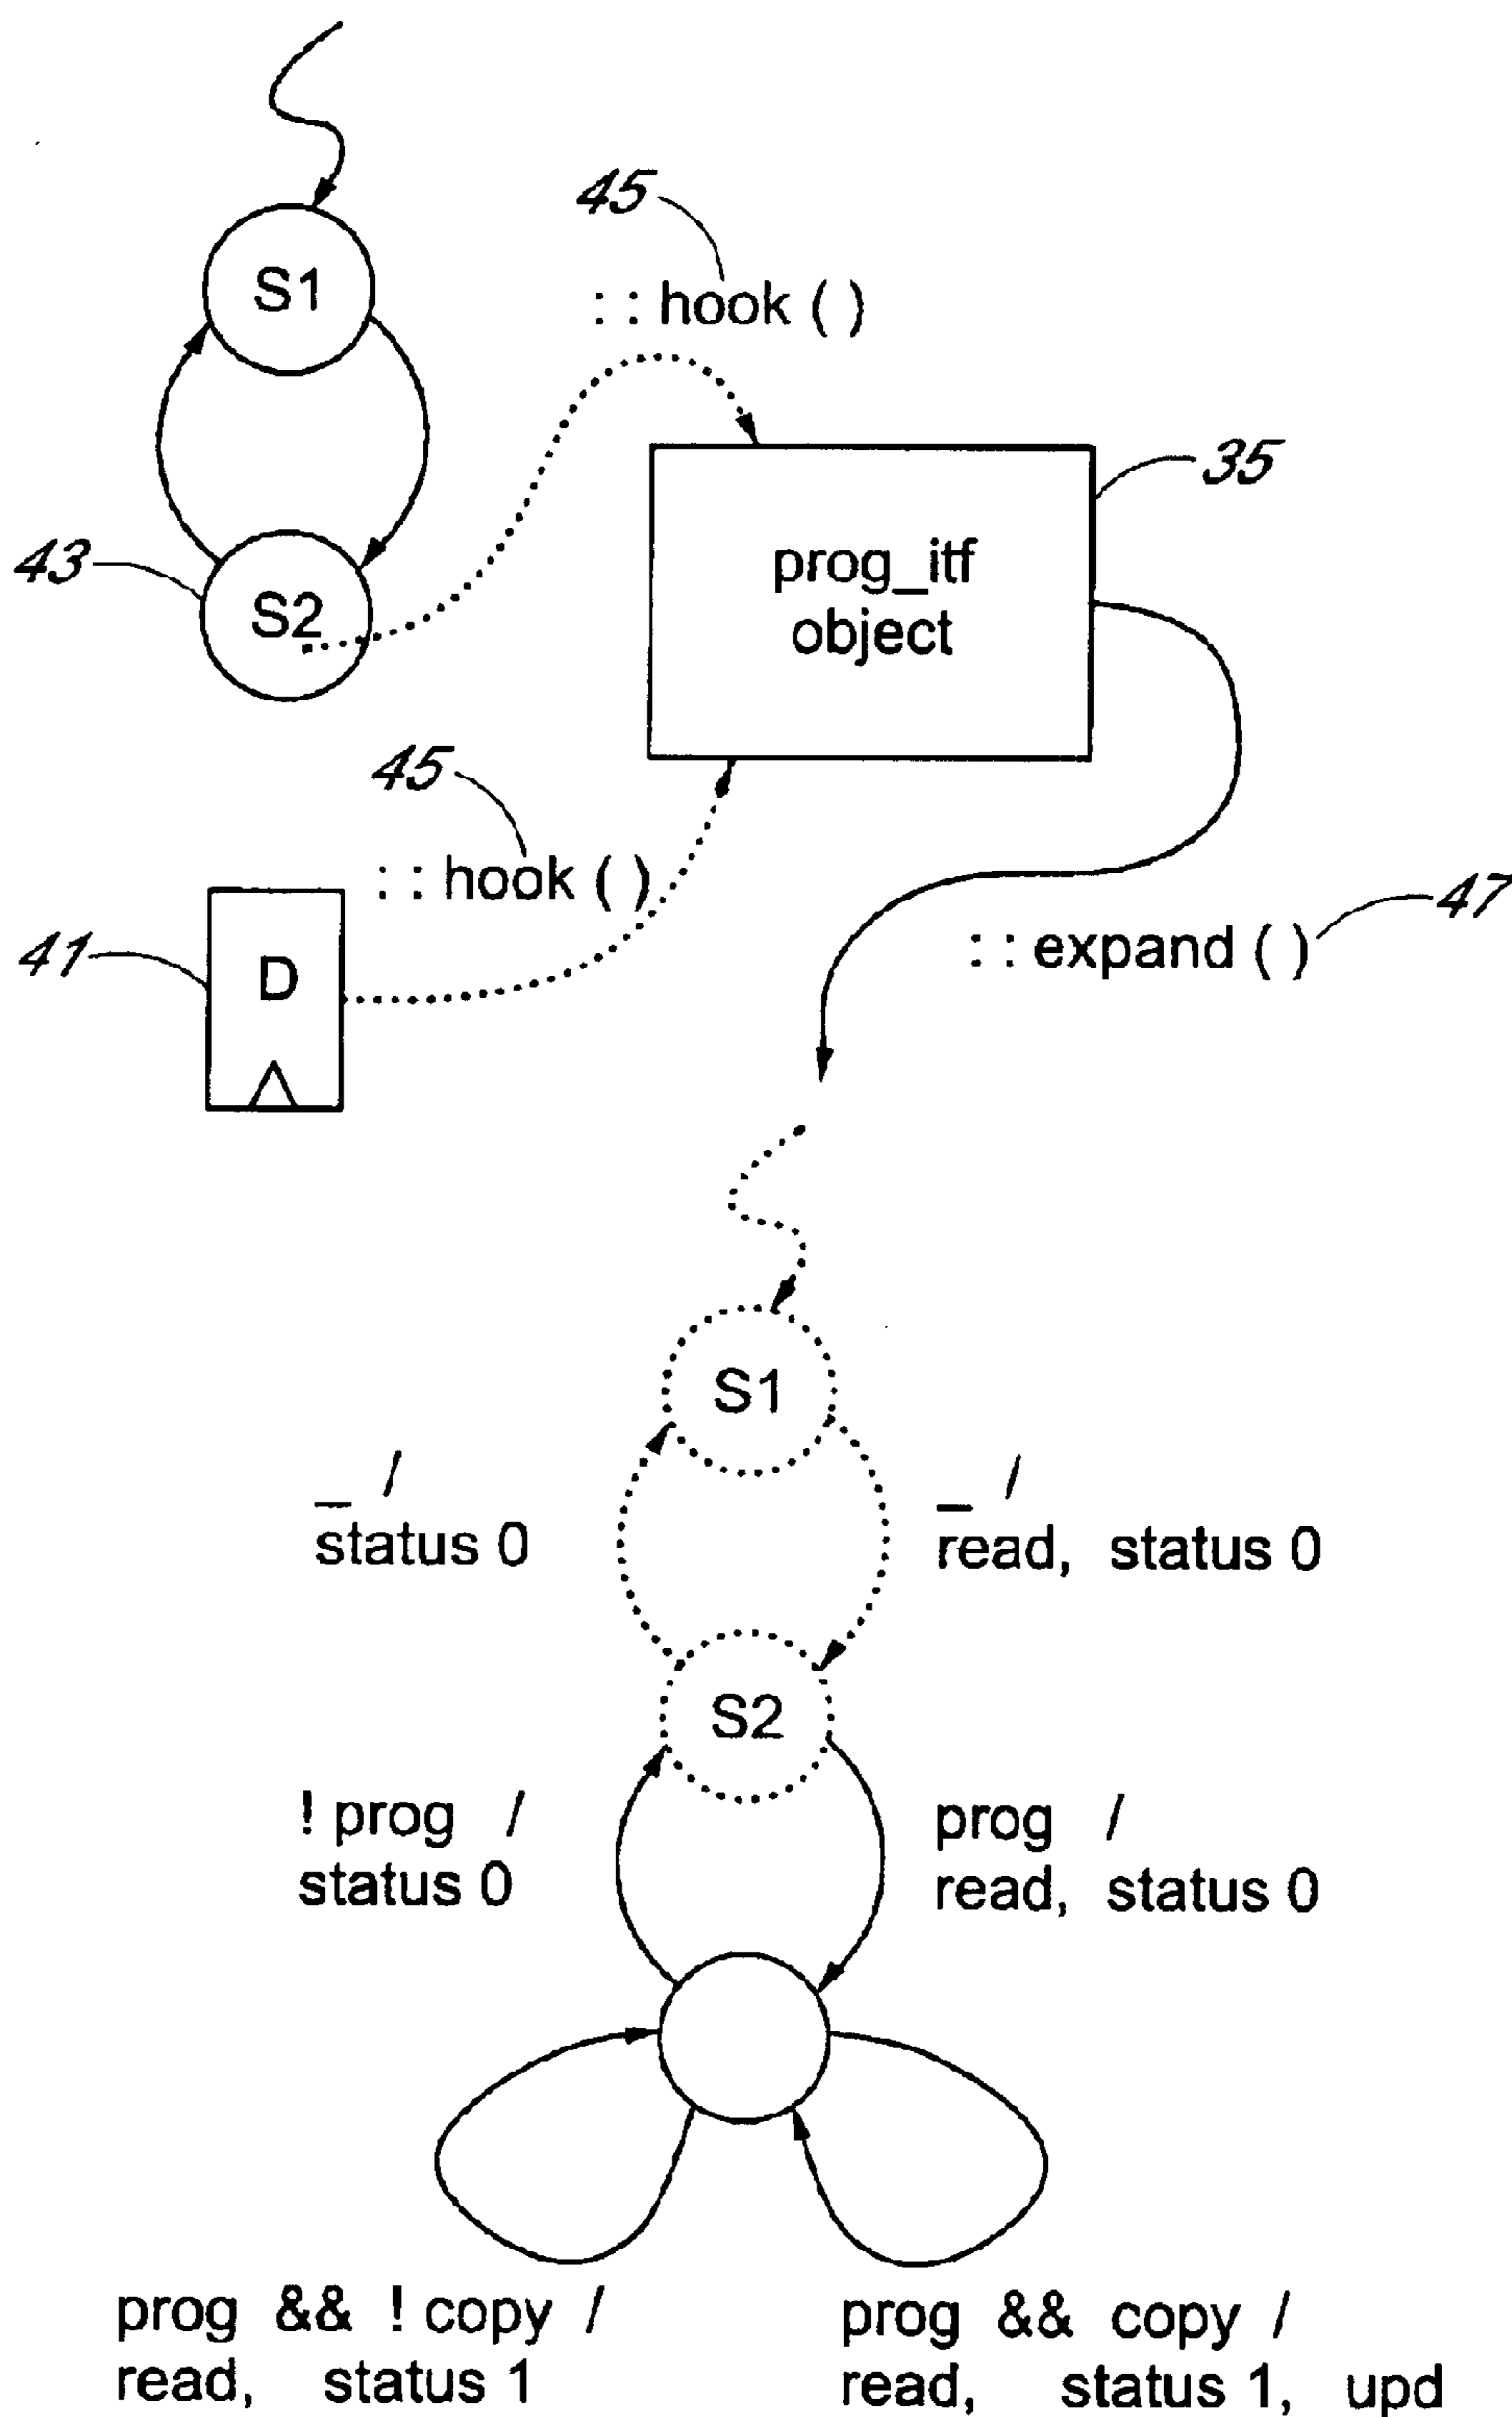 S1
45
: : hook ( )
35
prog_itf
object
43
S2
45
: : hook ( )
47
: : expand ( )
41
D
S1
_ /
status 0
_ /
read, status 0
S2
! prog /
status 0
prog /
read, status 0
prog && ! copy /
read, status 1
prog && copy /
read, status 1, upd